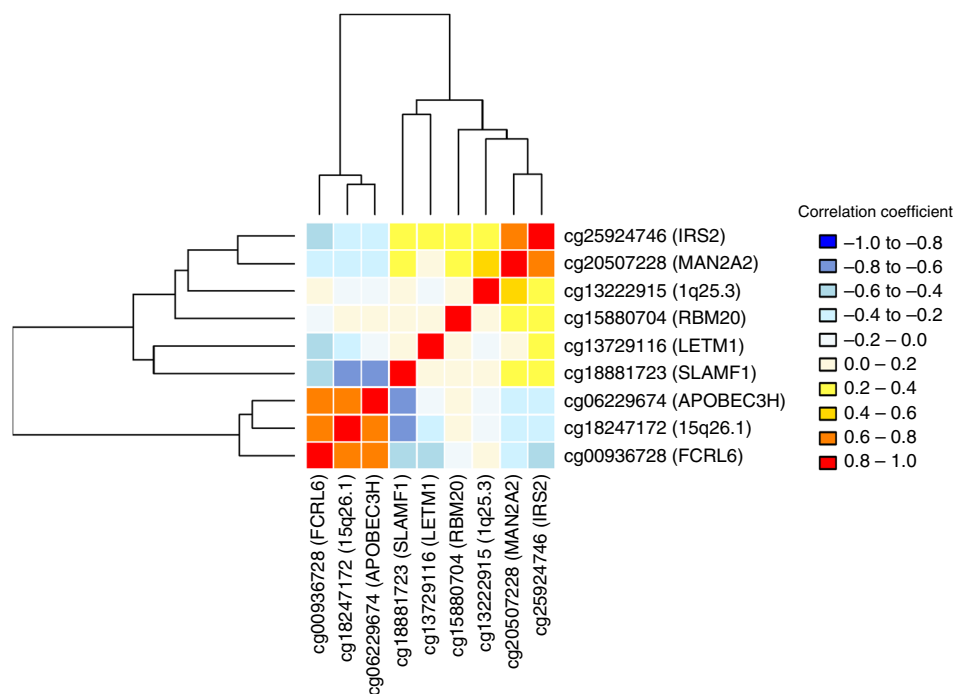 Correlation coefficient
−1.0 to −0.8
−0.8 to −0.6
−0.6 to −0.4
−0.4 to −0.2
−0.2 – 0.0
0.0 – 0.2
0.2 – 0.4
0.4 – 0.6
0.6 – 0.8
0.8 – 1.0
cg25924746 (IRS2)
cg20507228 (MAN2A2)
cg13222915 (1q25.3)
cg15880704 (RBM20)
cg13729116 (LETM1)
cg18881723 (SLAMF1)
cg06229674 (APOBEC3H)
cg18247172 (15q26.1)
cg00936728 (FCRL6)
cg00936728 (FCRL6)
cg18247172 (15q26.1)
cg06229674 (APOBEC3H)
cg18881723 (SLAMF1)
cg13729116 (LETM1)
cg15880704 (RBM20)
cg13222915 (1q25.3)
cg20507228 (MAN2A2)
cg25924746 (IRS2)